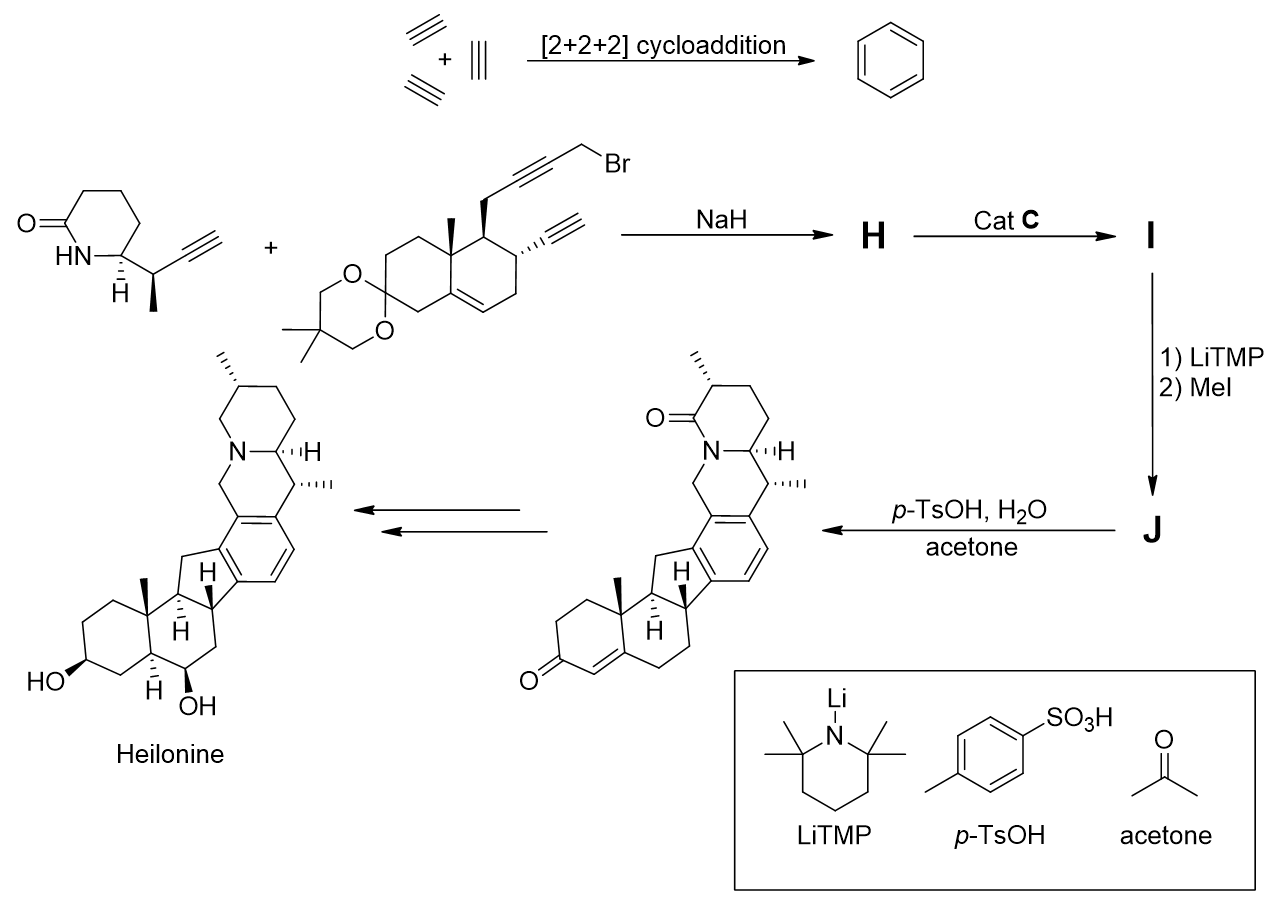 [2+2+2] cycloaddition
+
Br
O
HN
H
+
O
O
NaH
H
Cat C
I
1) LiTMP
2) MeI
N
H
H
H
H
HO
OH
Heilonine
O
N
H
H
H
O
p-TsOH, H2O
acetone
J
Li
N
SO3H
O
LiTMP
p-TsOH
acetone